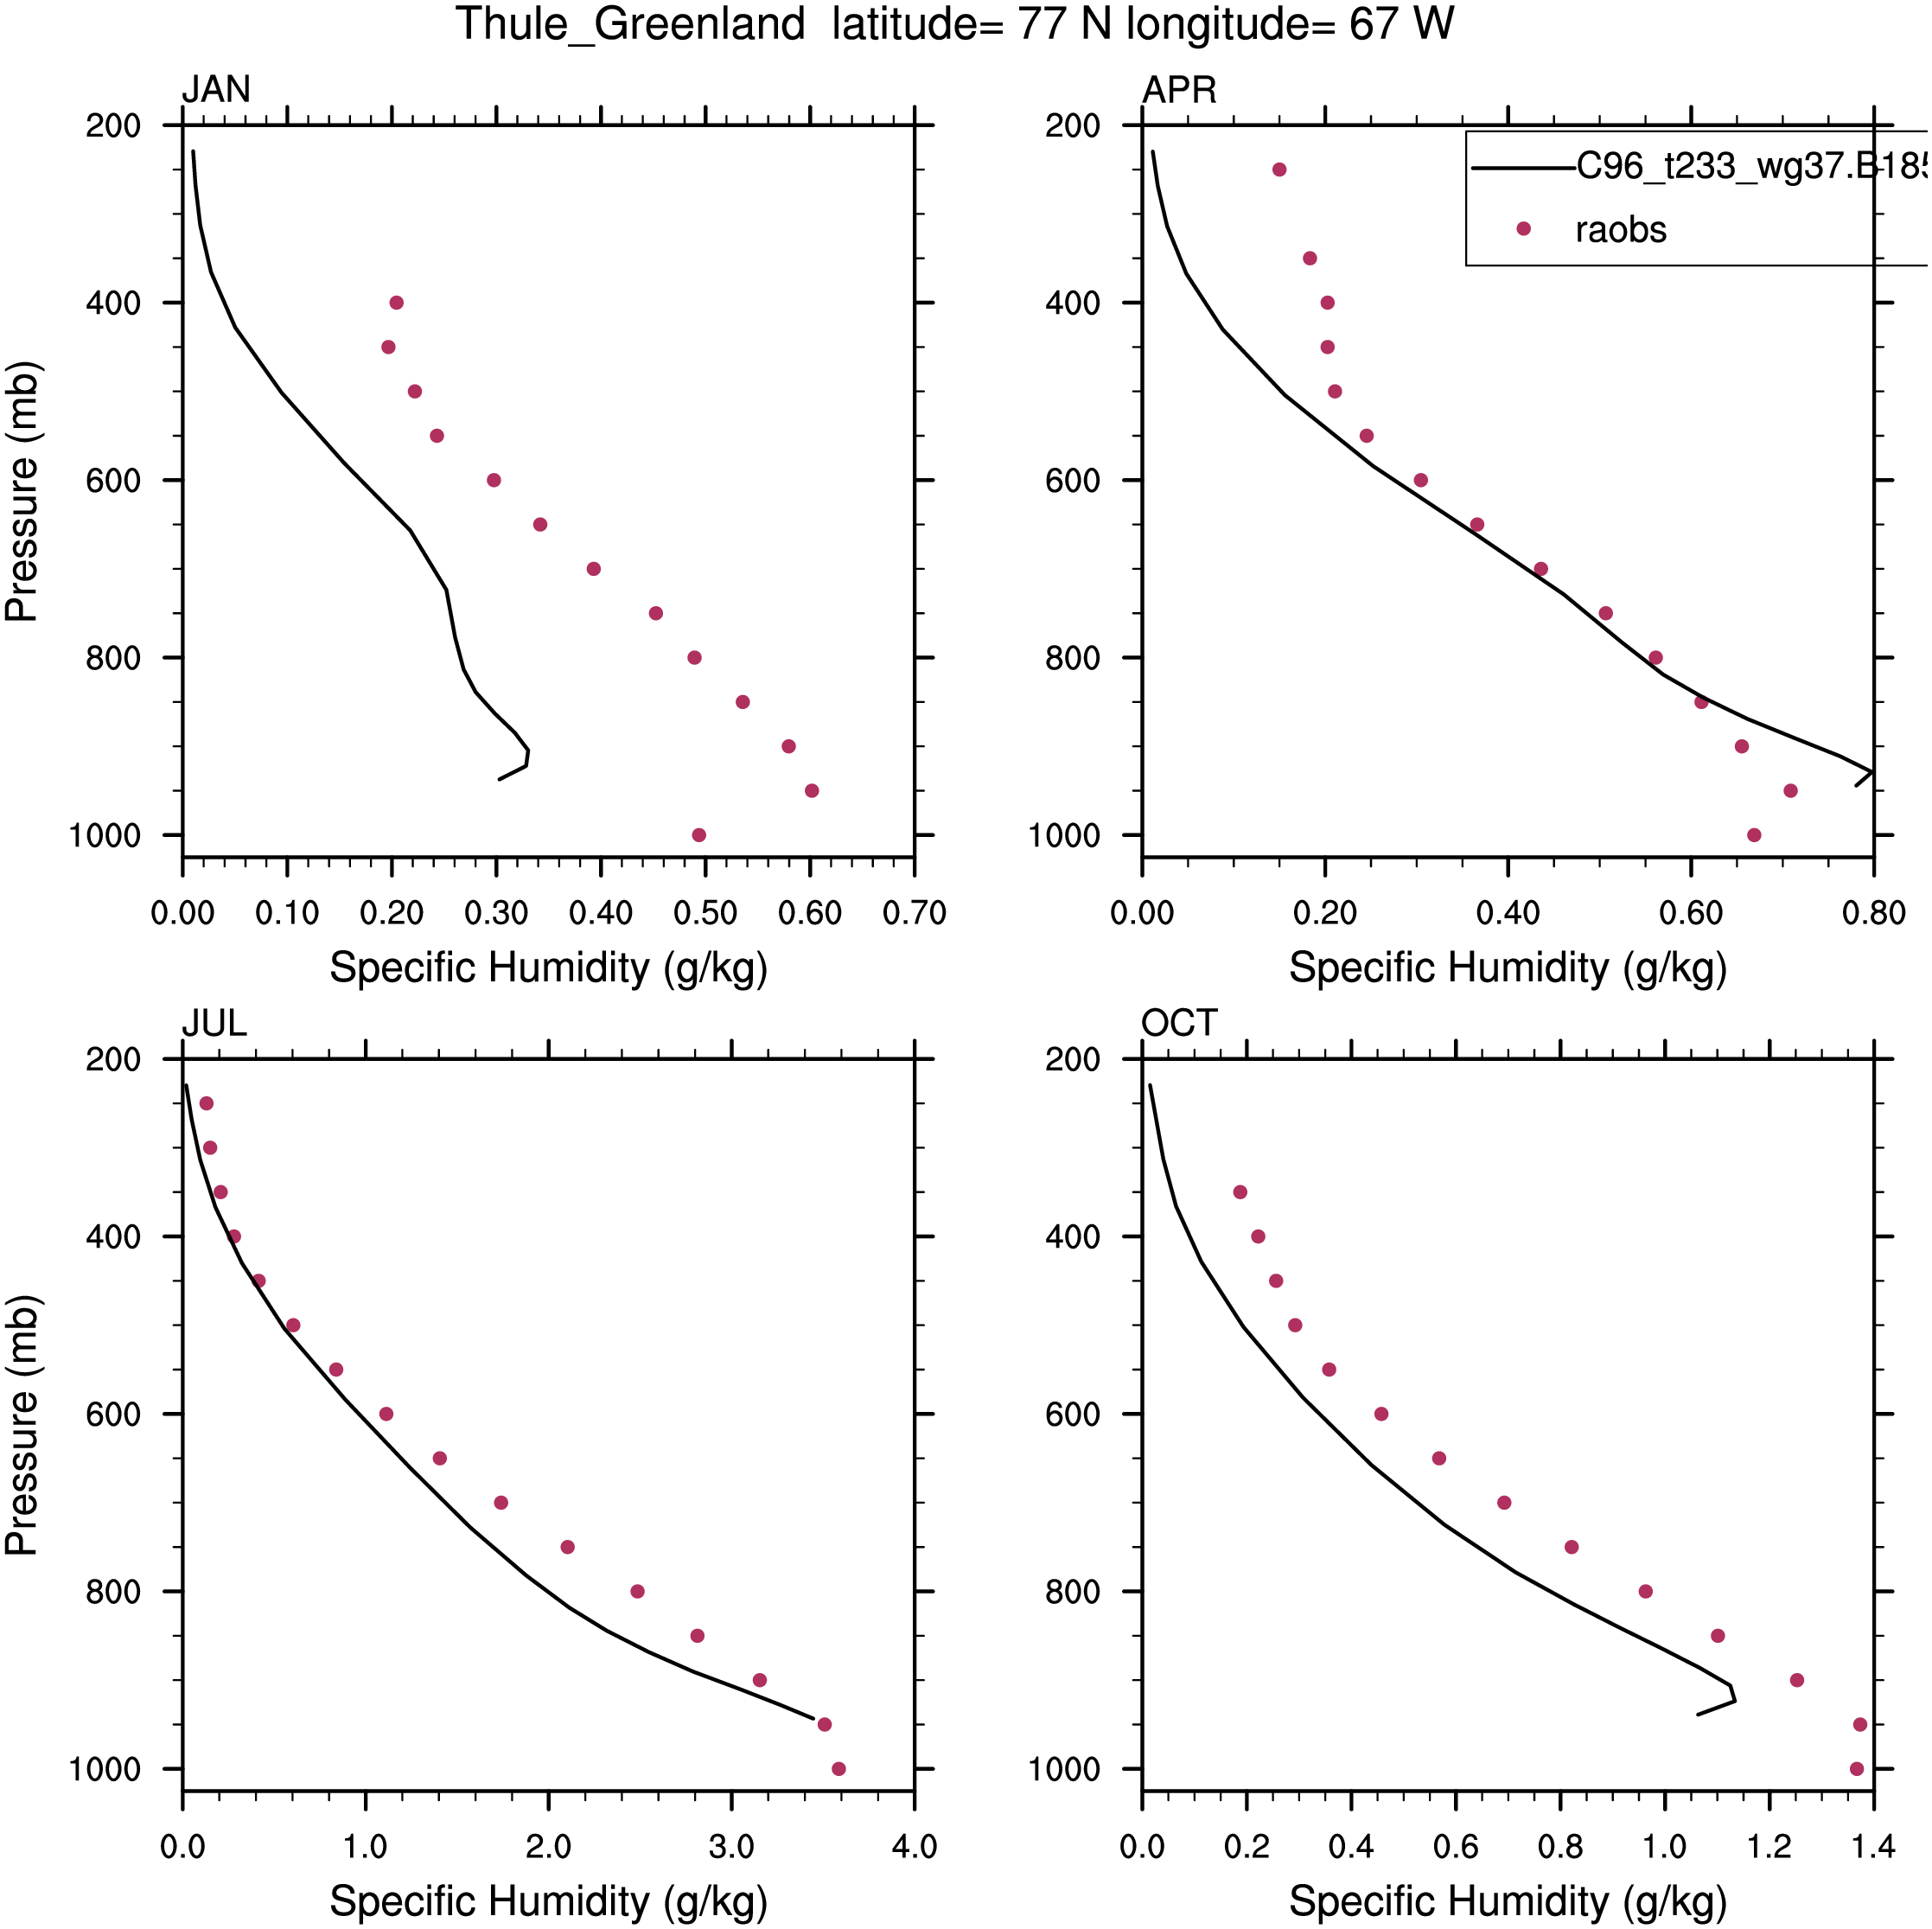 Thule_Greenland latitude= 77 N longitude= 67 W
JAN
200
400
600
800
1000
Pressure (mb)
0.00 0.10 0.20 0.30 0.40 0.50 0.60 0.70
Specific Humidity (g/kg)
APR
200
400
600
800
1000
C96_t233_wg37.B185
raobs
0.00 0.20 0.40 0.60 0.80
Specific Humidity (g/kg)
JUL
200
400
600
800
1000
Pressure (mb)
0.0 1.0 2.0 3.0 4.0
Specific Humidity (g/kg)
OCT
200
400
600
800
1000
0.0 0.2 0.4 0.6 0.8 1.0 1.2 1.4
Specific Humidity (g/kg)